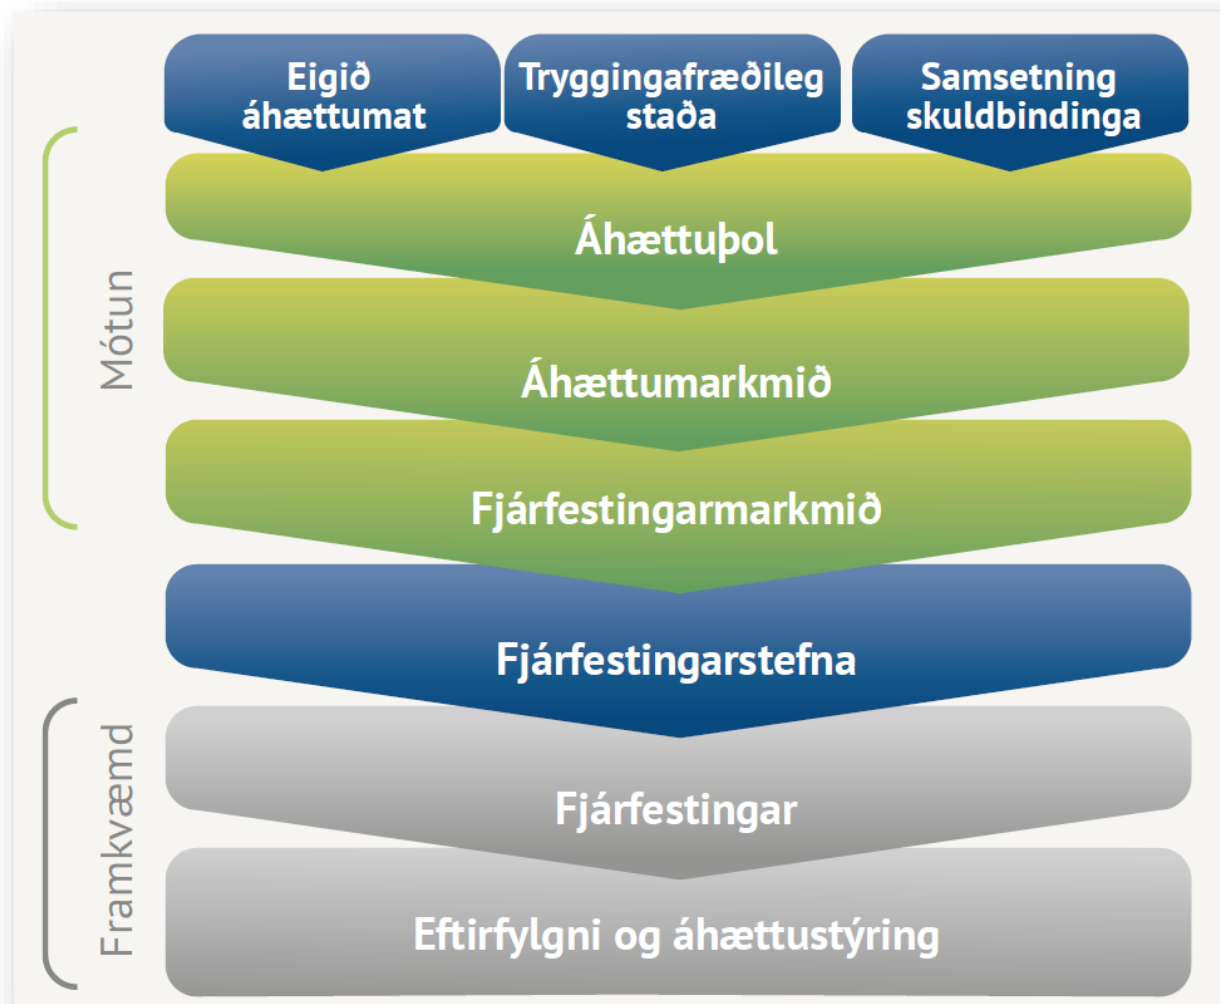 Eigið
áhættumat
Tryggingafræðileg
staða
Samsetning
skuldbindinga
Mótun
Áhættuþol
Áhættumarkmið
Fjárfestingarmarkmið
Fjárfestingarstefna
Framkvæmd
Fjárfestingar
Eftirfylgni og áhættustýring